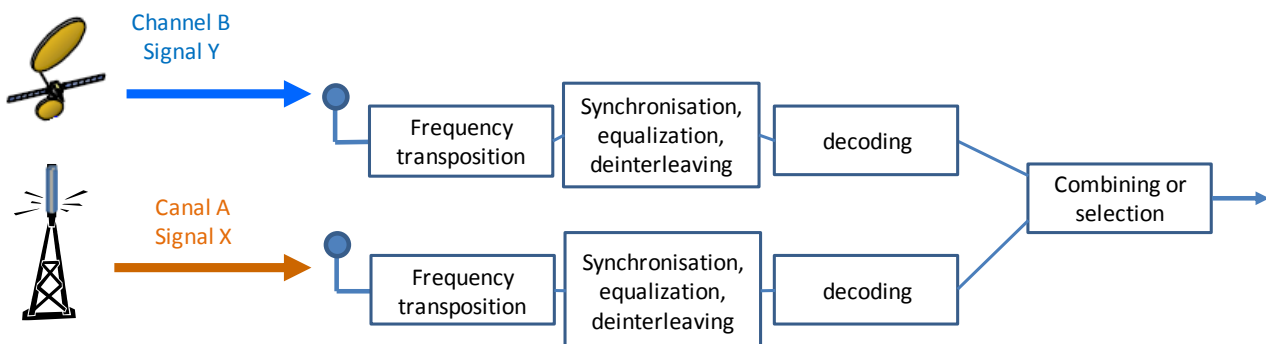 Channel B
Signal Y
Frequency
transposition
Synchronisation,
equalization,
deinterleaving
decoding
Combining or
selection
Canal A
Signal X
Frequency
transposition
Synchronisation,
equalization,
deinterleaving
decoding